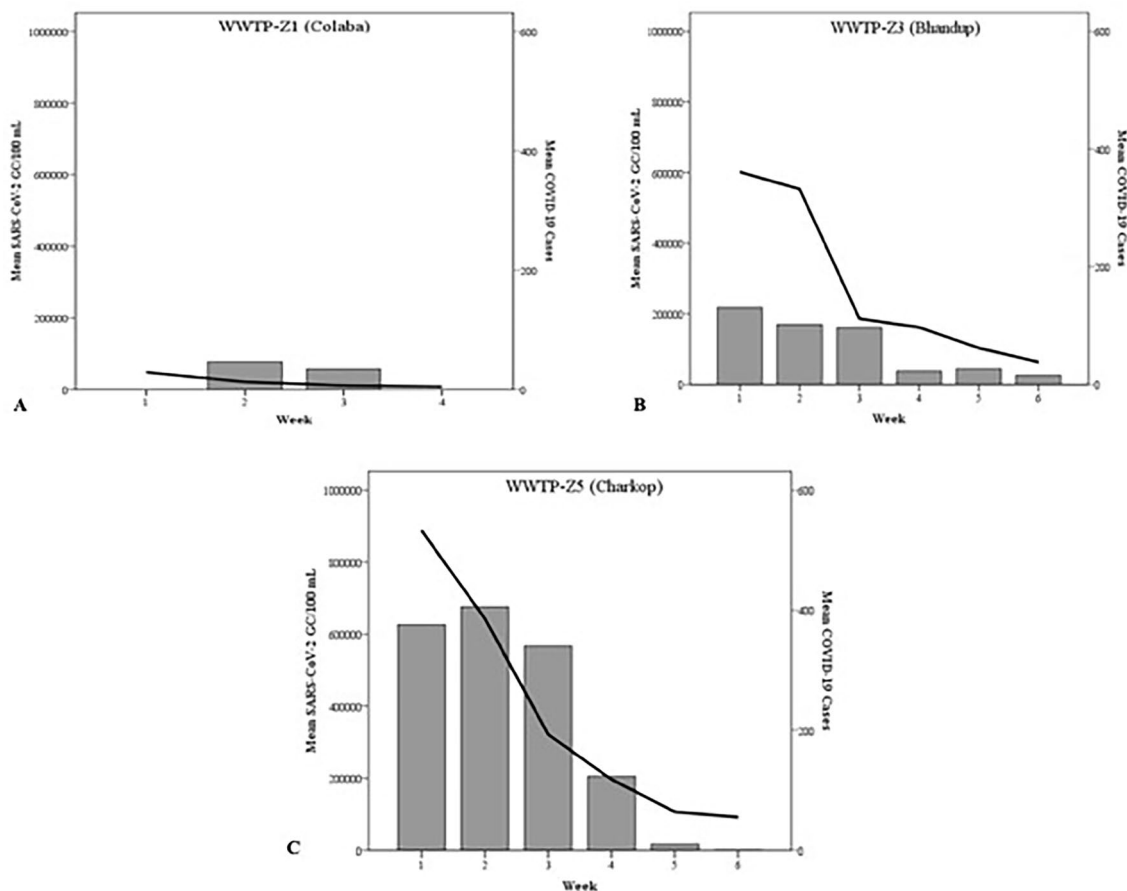 WWTP-Z1 (Colaba)
1000000
800000
600000
400000
200000
0
Mean SARS-CoV-2 GC/100 mL
600
400
200
0
Mean COVID-19 Cases
1 2 3 4
Week
A
WWTP-Z3 (Bhandup)
1000000
800000
600000
400000
200000
0
Mean SARS-CoV-2 GC/100 mL
600
400
200
0
Mean COVID-19 Cases
1 2 3 4 5 6
Week
B
WWTP-Z5 (Charkop)
1000000
800000
600000
400000
200000
0
Mean SARS-CoV-2 GC/100 mL
600
400
200
0
Mean COVID-19 Cases
1 2 3 4 5 6
Week
C